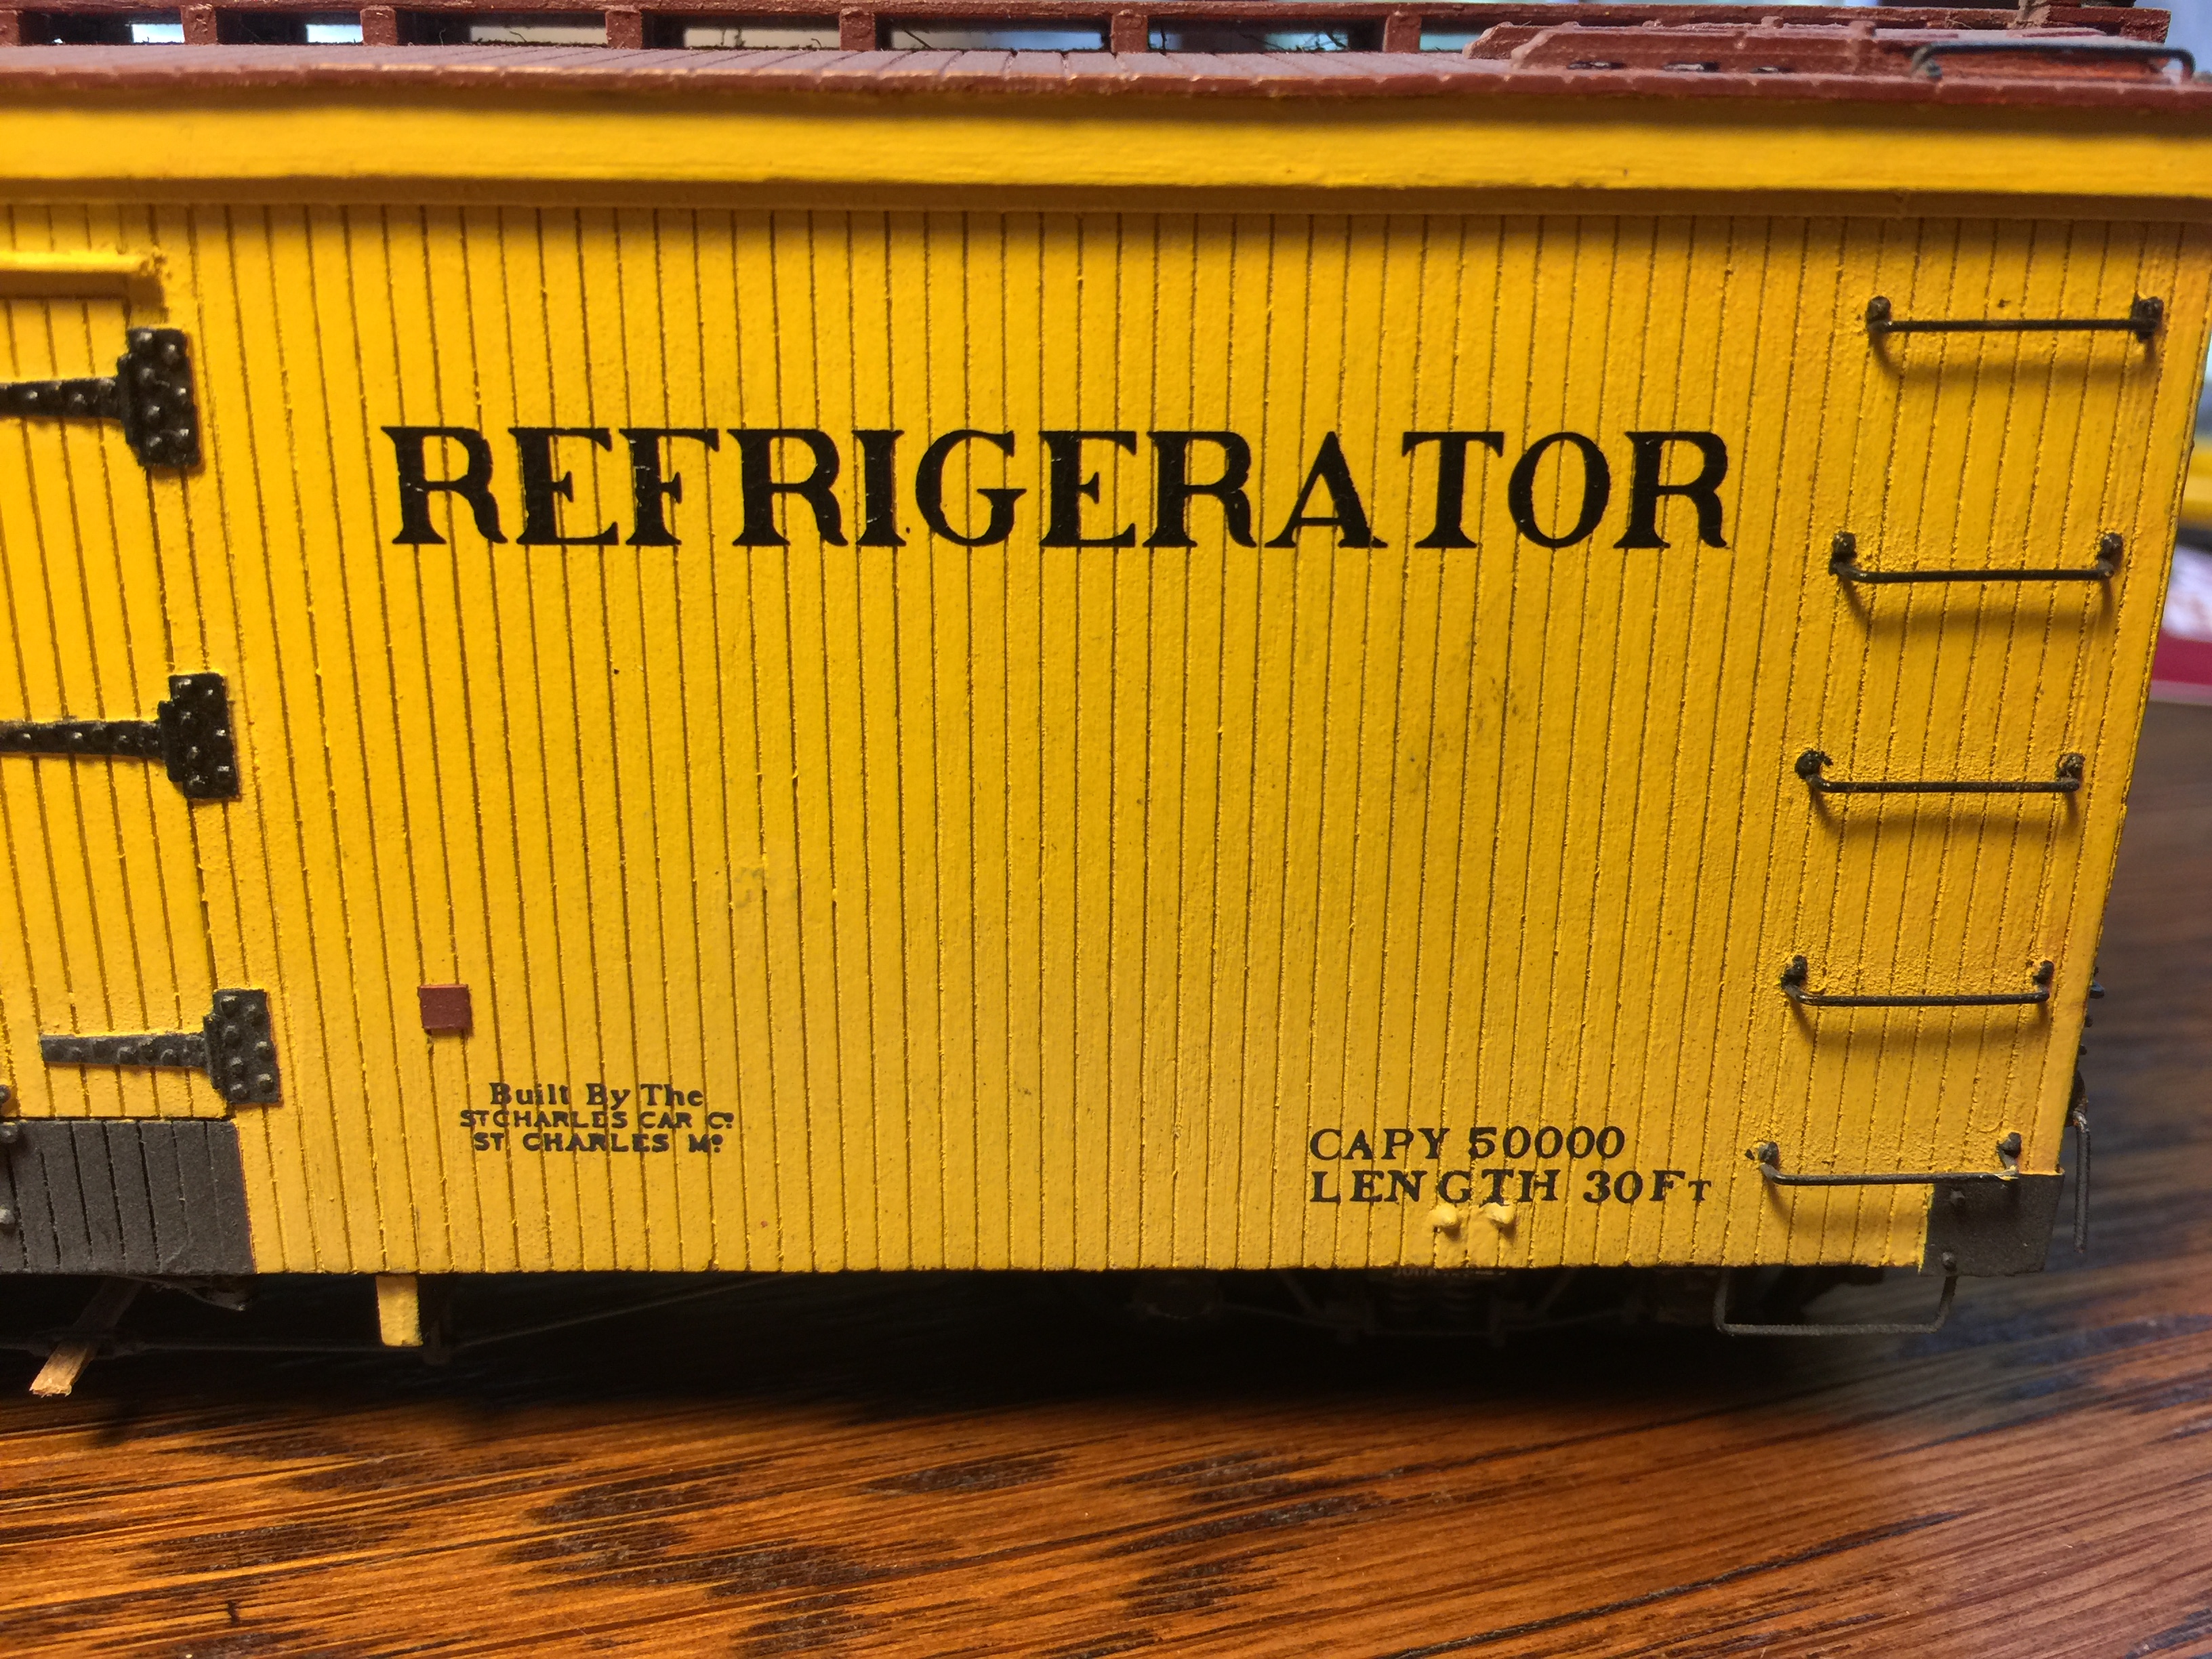 REFRIGERATOR
Built By The
ST CHARLES CAR Co.
ST CHARLES Mo.
CAPY 50000
LENGTH 30FT